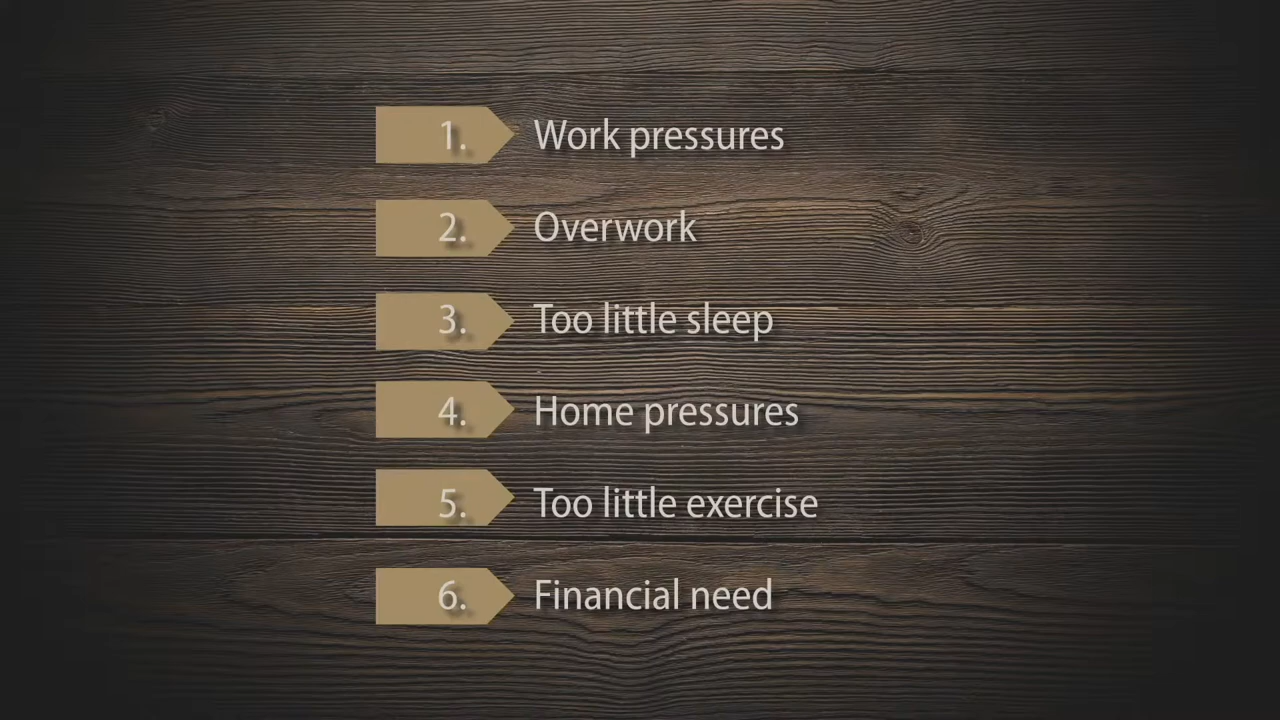 1. Work pressures
2. Overwork
3. Too little sleep
4. Home pressures
5. Too little exercise
6. Financial need